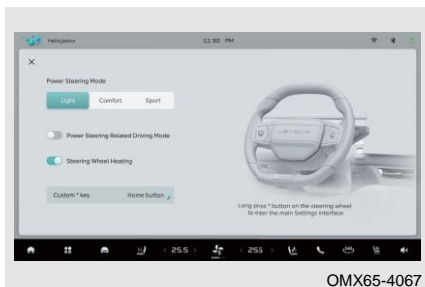 Hellojetour 11:30 PM
Power Steering Mode
Light Comfort Sport
Power Steering Related Driving Mode
Steering Wheel Heating
Custom * key Home button
JETOUR
Long press * button on the steering wheel
To enter the main Settings interface
25.5 25.5
OMX65-4067